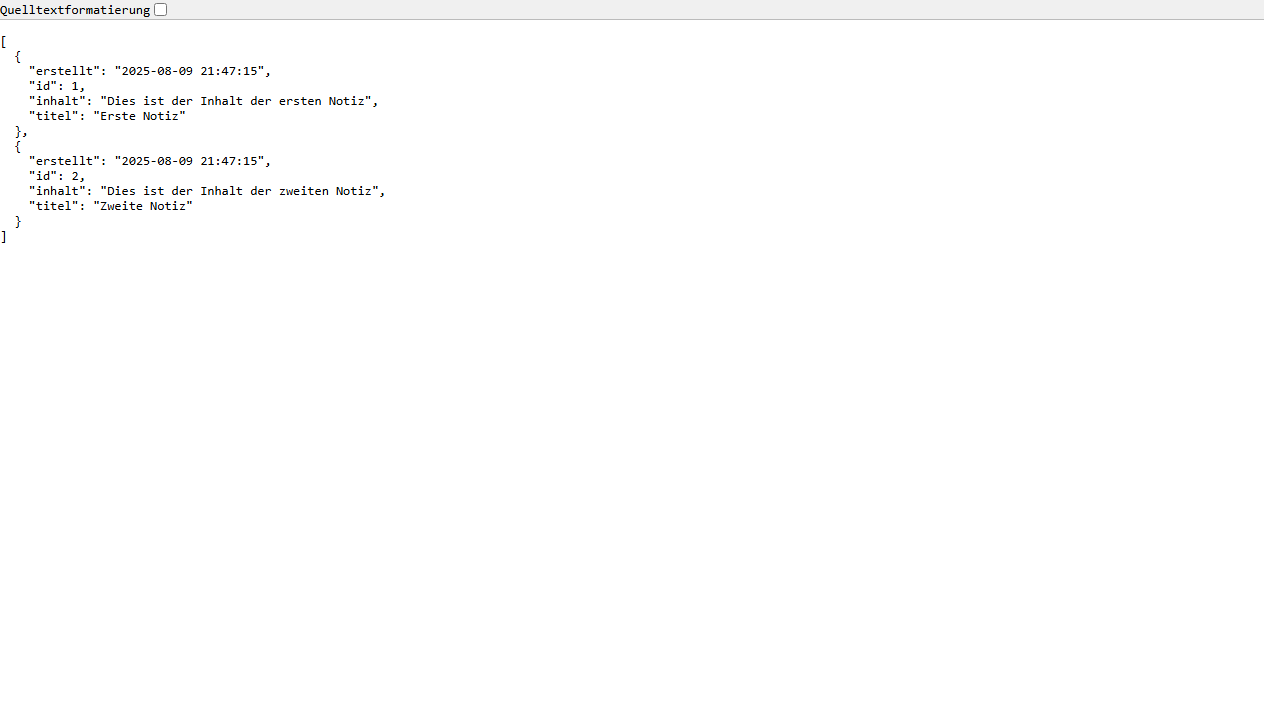 Quelltextformatierung
[
  {
    "erstellt": "2025-08-09 21:47:15",
    "id": 1,
    "inhalt": "Dies ist der Inhalt der ersten Notiz",
    "titel": "Erste Notiz"
  },
  {
    "erstellt": "2025-08-09 21:47:15",
    "id": 2,
    "inhalt": "Dies ist der Inhalt der zweiten Notiz",
    "titel": "Zweite Notiz"
  }
]